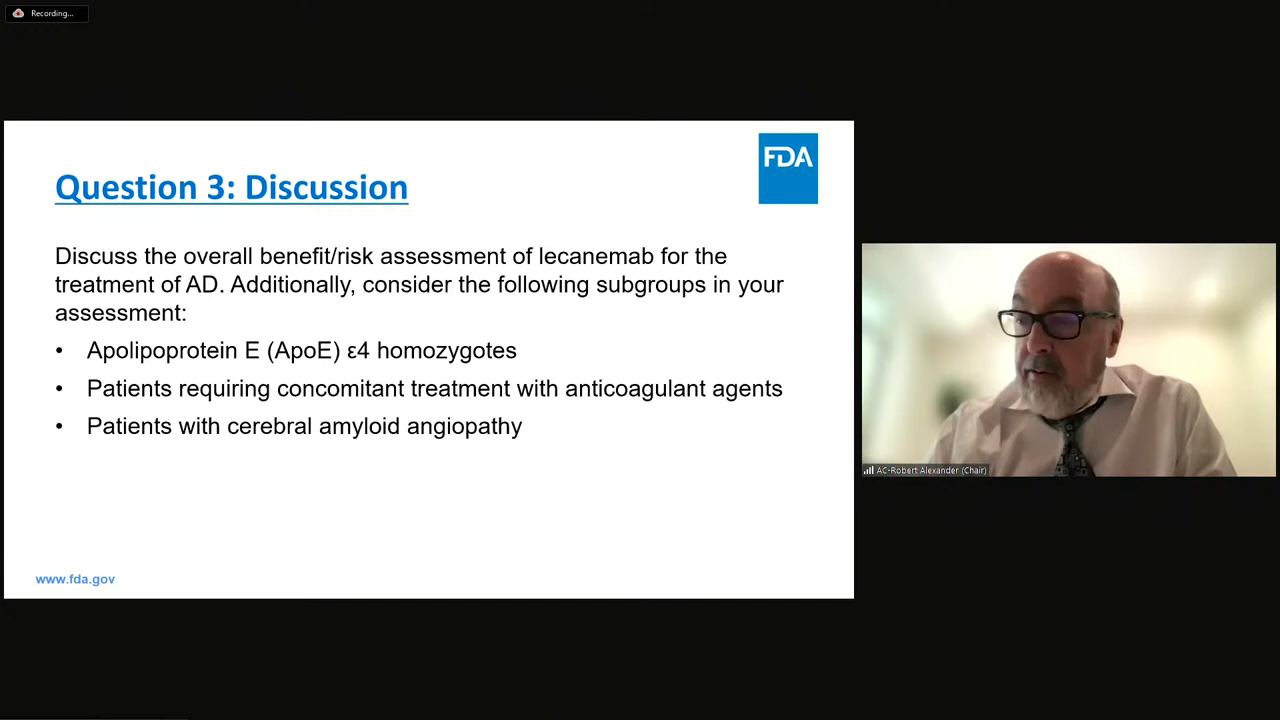 Recording...
FDA
Question 3: Discussion
Discuss the overall benefit/risk assessment of lecanemab for the
treatment of AD. Additionally, consider the following subgroups in your
assessment:
• Apolipoprotein E (ApoE) ε4 homozygotes
• Patients requiring concomitant treatment with anticoagulant agents
• Patients with cerebral amyloid angiopathy
www.fda.gov
AC-Robert Alexander (Chair)